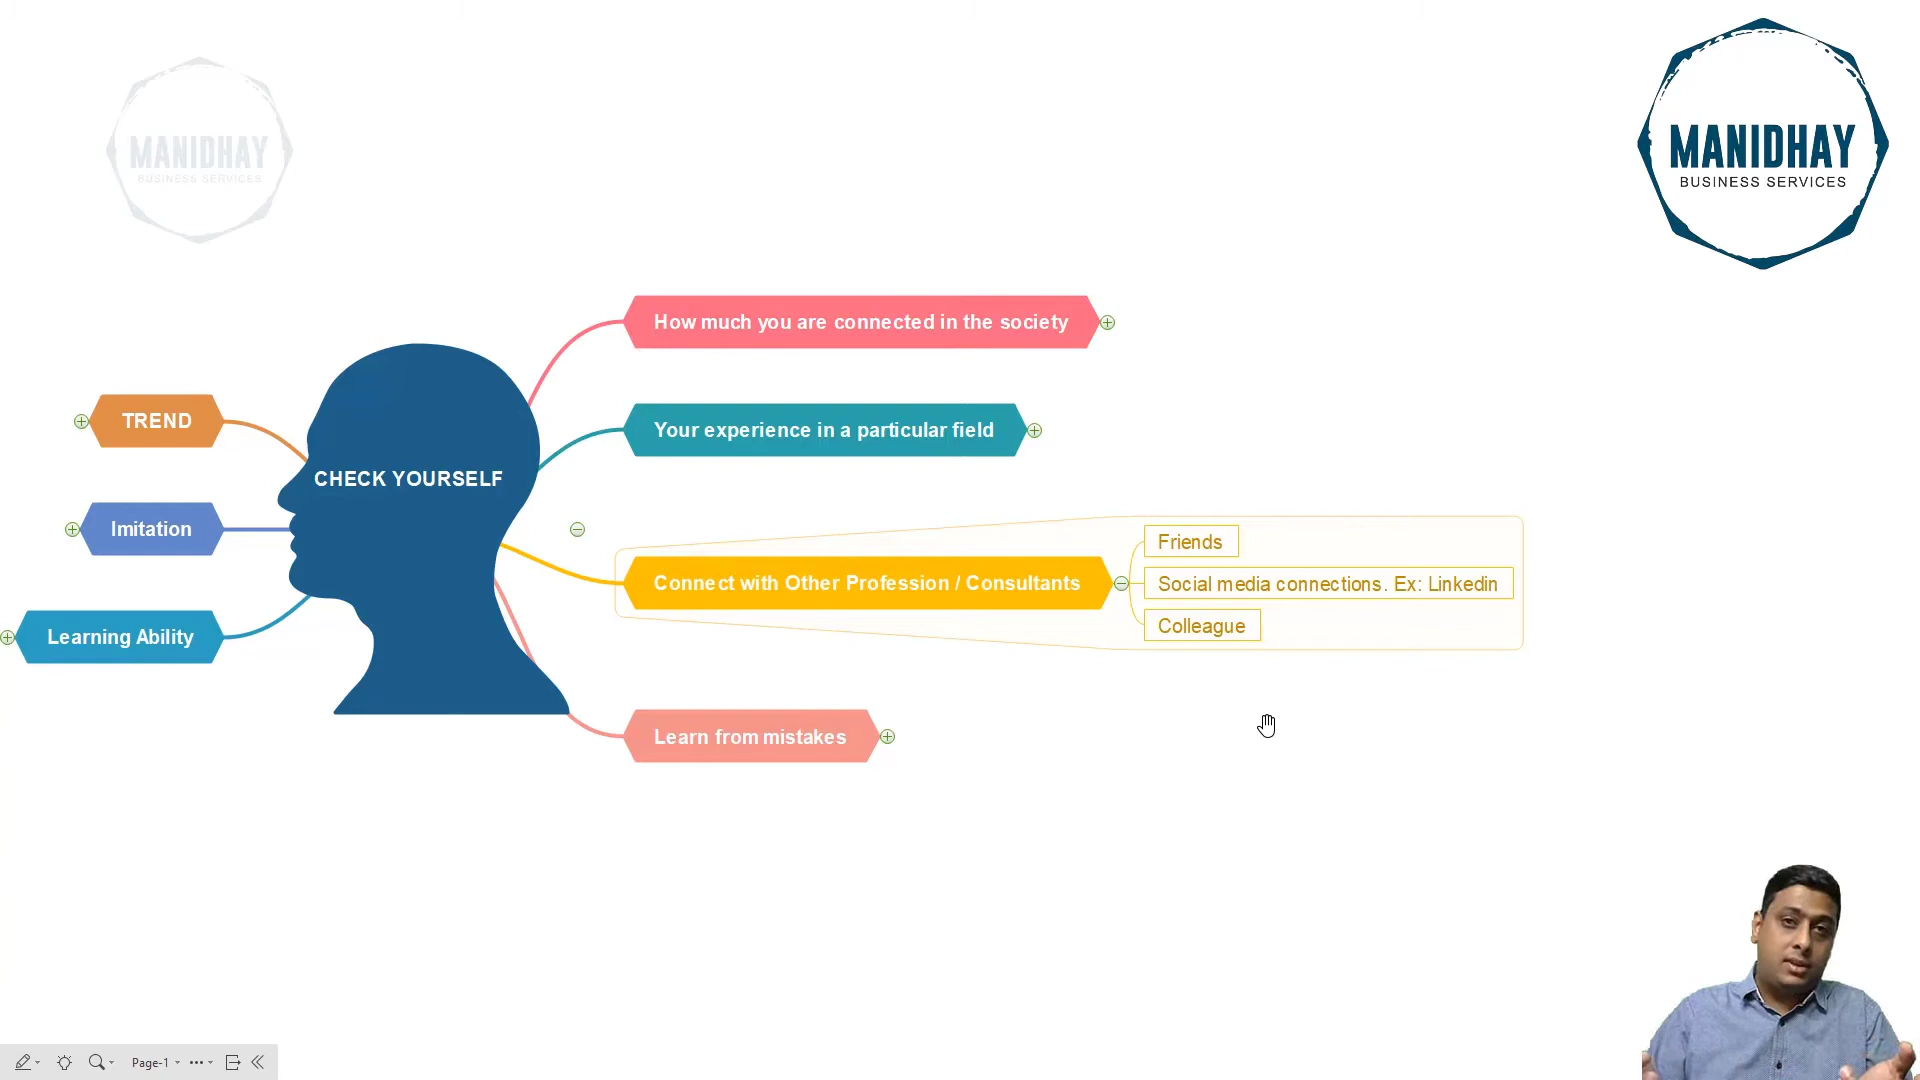 MANIDHAY
BUSINESS SERVICES
MANIDHAY
BUSINESS SERVICES
How much you are connected in the society
TREND
Your experience in a particular field
CHECK YOURSELF
Imitation
Friends
Connect with Other Profession / Consultants
Social media connections. Ex: Linkedin
Colleague
Learning Ability
Learn from mistakes
Page-1